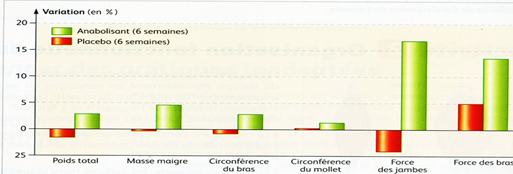 Variation (en %)
Anabolisant (6 semaines)
Placebo (6 semaines)
20
15
10
5
0
25
Poids total
Masse maigre
Circonférence
du bras
Circonférence
du mollet
Force
des jambes
Force des bras